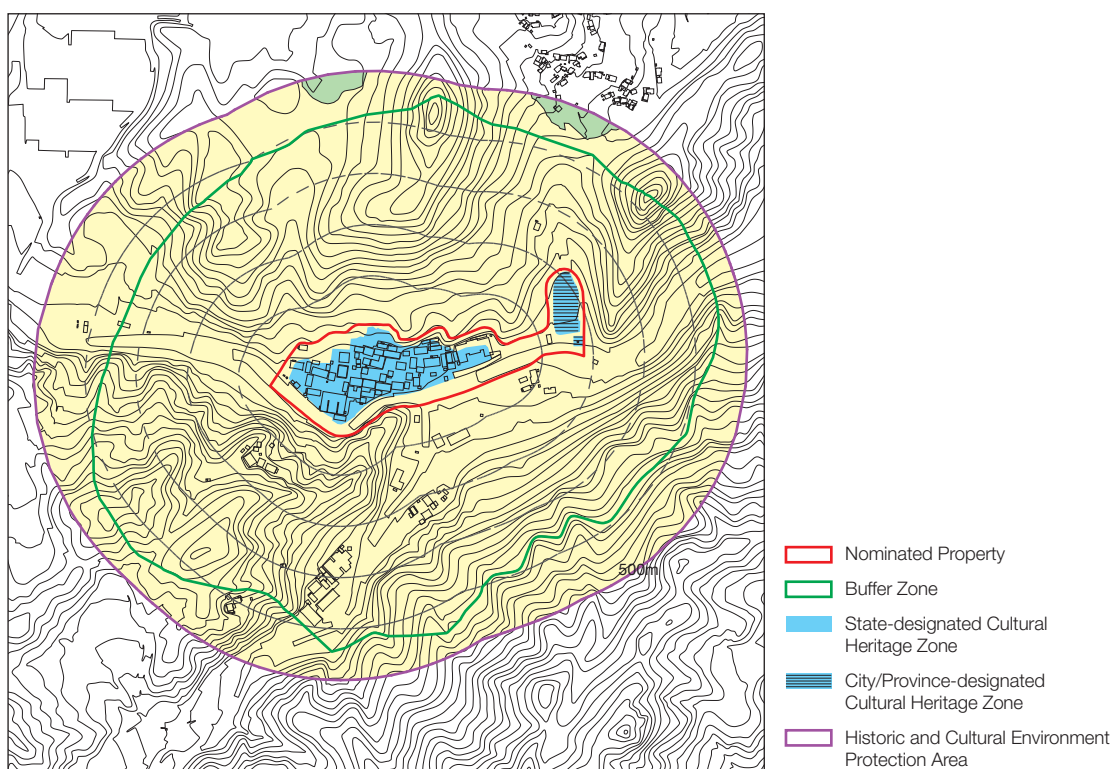 500m
Nominated Property
Buffer Zone
State-designated Cultural
Heritage Zone
City/Province-designated
Cultural Heritage Zone
Historic and Cultural Environment
Protection Area